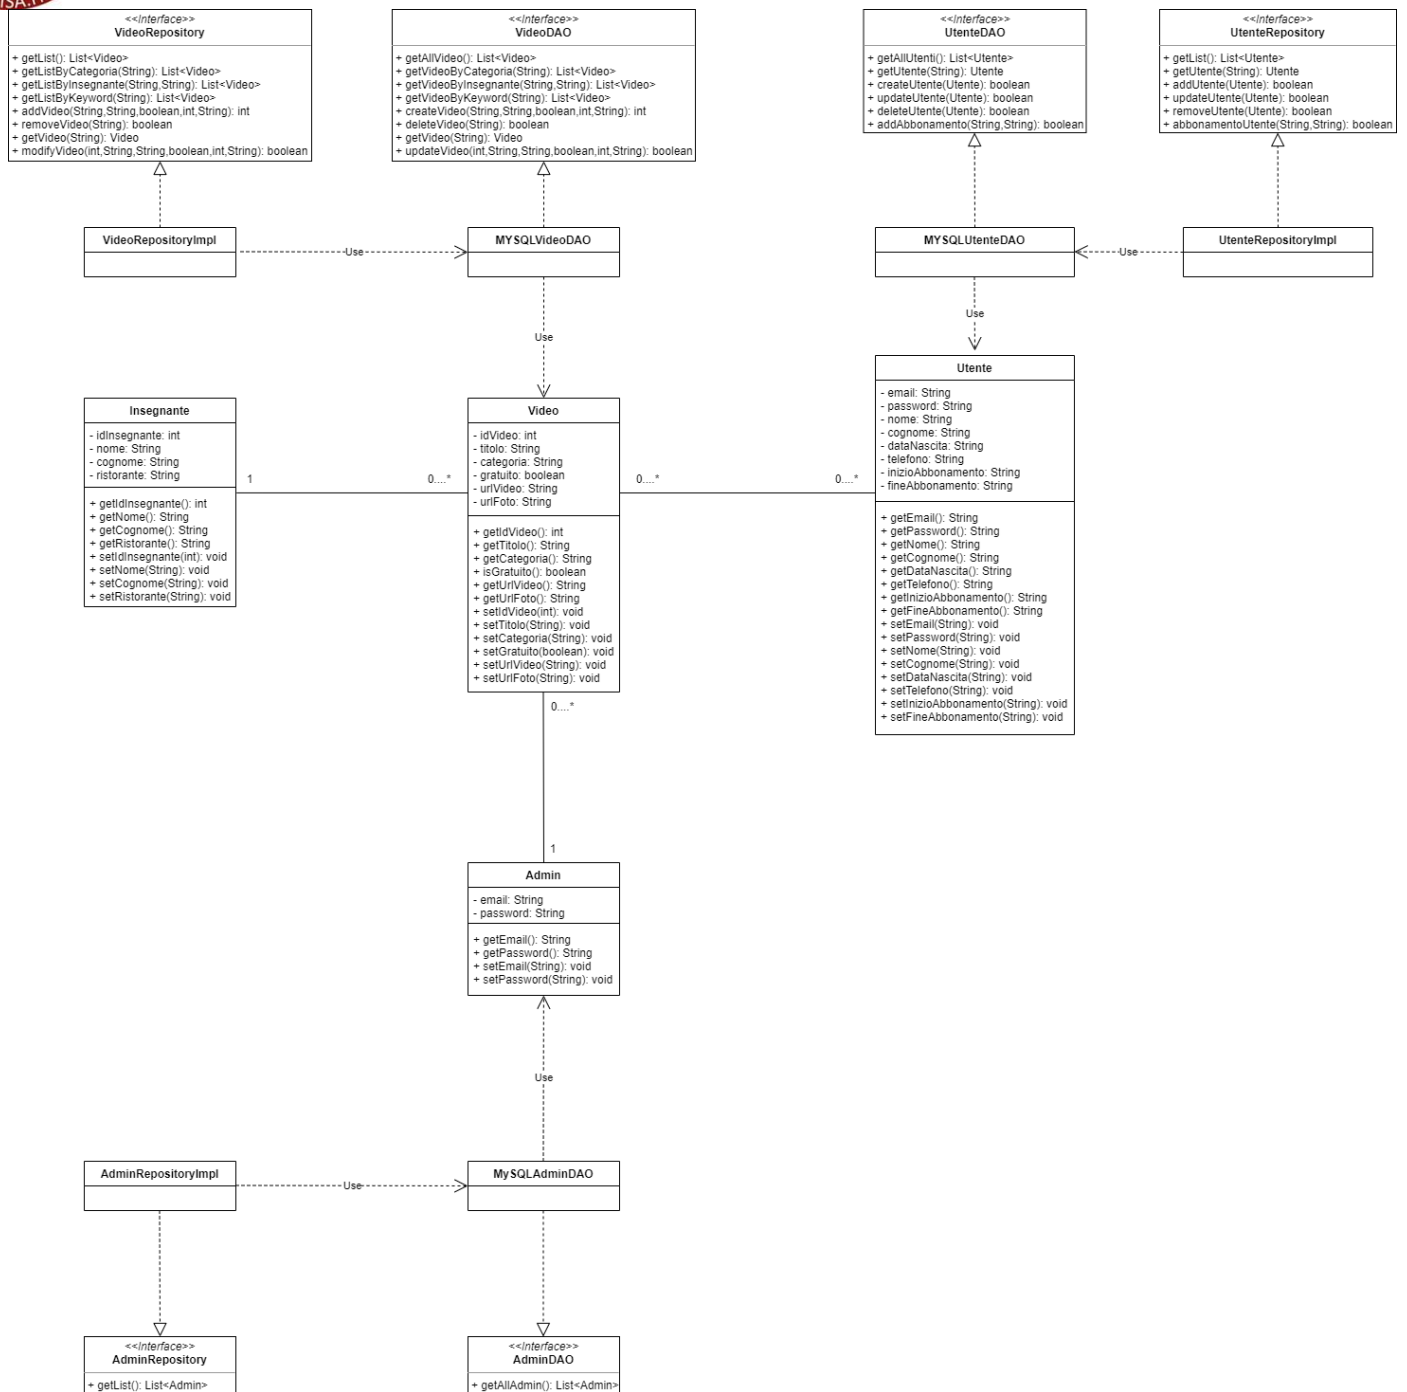 <<Interface>>
VideoRepository
+ getList(): List<Video>
+ getListByCategoria(String): List<Video>
+ getListByInsegnante(String,String): List<Video>
+ getListByKeyword(String): List<Video>
+ addVideo(String,String,boolean,int,String): int
+ removeVideo(String): boolean
+ getVideo(String): Video
+ modifyVideo(int,String,String,boolean,int,String): boolean
<<Interface>>
VideoDAO
+ getAllVideo(): List<Video>
+ getVideoByCategoria(String): List<Video>
+ getVideoByInsegnante(String,String): List<Video>
+ getVideoByKeyword(String): List<Video>
+ createVideo(String,String,boolean,int,String): int
+ deleteVideo(String): boolean
+ getVideo(String): Video
+ updateVideo(int,String,String,boolean,int,String): boolean
<<Interface>>
UtenteDAO
+ getAllUtenti(): List<Utente>
+ getUtente(String): Utente
+ createUtente(Utente): boolean
+ updateUtente(Utente): boolean
+ deleteUtente(Utente): boolean
+ addAbbonamento(String,String): boolean
<<Interface>>
UtenteRepository
+ getList(): List<Utente>
+ getUtente(String): Utente
+ addUtente(Utente): boolean
+ updateUtente(Utente): boolean
+ removeUtente(Utente): boolean
+ abbonamentoUtente(String,String): boolean
VideoRepositoryImpl
Use
MYSQLVideoDAO
MYSQLUtenteDAO
Use
UtenteRepositoryImpl
Use
Use
Insegnante
- idInsegnante: int
- nome: String
- cognome: String
- ristorante: String
+ getIdInsegnante(): int
+ getNome(): String
+ getCognome(): String
+ getRistorante(): String
+ setIdInsegnante(int): void
+ setNome(String): void
+ setCognome(String): void
+ setRistorante(String): void
1
0....*
Video
- idVideo: int
- titolo: String
- categoria: String
- gratuito: boolean
- urlVideo: String
- urlFoto: String
+ getIdVideo(): int
+ getTitolo(): String
+ getCategoria(): String
+ isGratuito(): boolean
+ getUrlVideo(): String
+ getUrlFoto(): String
+ setIdVideo(int): void
+ setTitolo(String): void
+ setCategoria(String): void
+ setGratuito(boolean): void
+ setUrlVideo(String): void
+ setUrlFoto(String): void
0....*
0....*
Utente
- email: String
- password: String
- nome: String
- cognome: String
- dataNascita: String
- telefono: String
- inizioAbbonamento: String
- fineAbbonamento: String
+ getEmail(): String
+ getPassword(): String
+ getNome(): String
+ getCognome(): String
+ getDataNascita(): String
+ getTelefono(): String
+ getInizioAbbonamento(): String
+ getFineAbbonamento(): String
+ setEmail(String): void
+ setPassword(String): void
+ setNome(String): void
+ setCognome(String): void
+ setDataNascita(String): void
+ setTelefono(String): void
+ setInizioAbbonamento(String): void
+ setFineAbbonamento(String): void
0....*
1
Admin
- email: String
- password: String
+ getEmail(): String
+ getPassword(): String
+ setEmail(String): void
+ setPassword(String): void
Use
AdminRepositoryImpl
Use
MySQLAdminDAO
<<Interface>>
AdminRepository
+ getList(): List<Admin>
<<Interface>>
AdminDAO
+ getAllAdmin(): List<Admin>